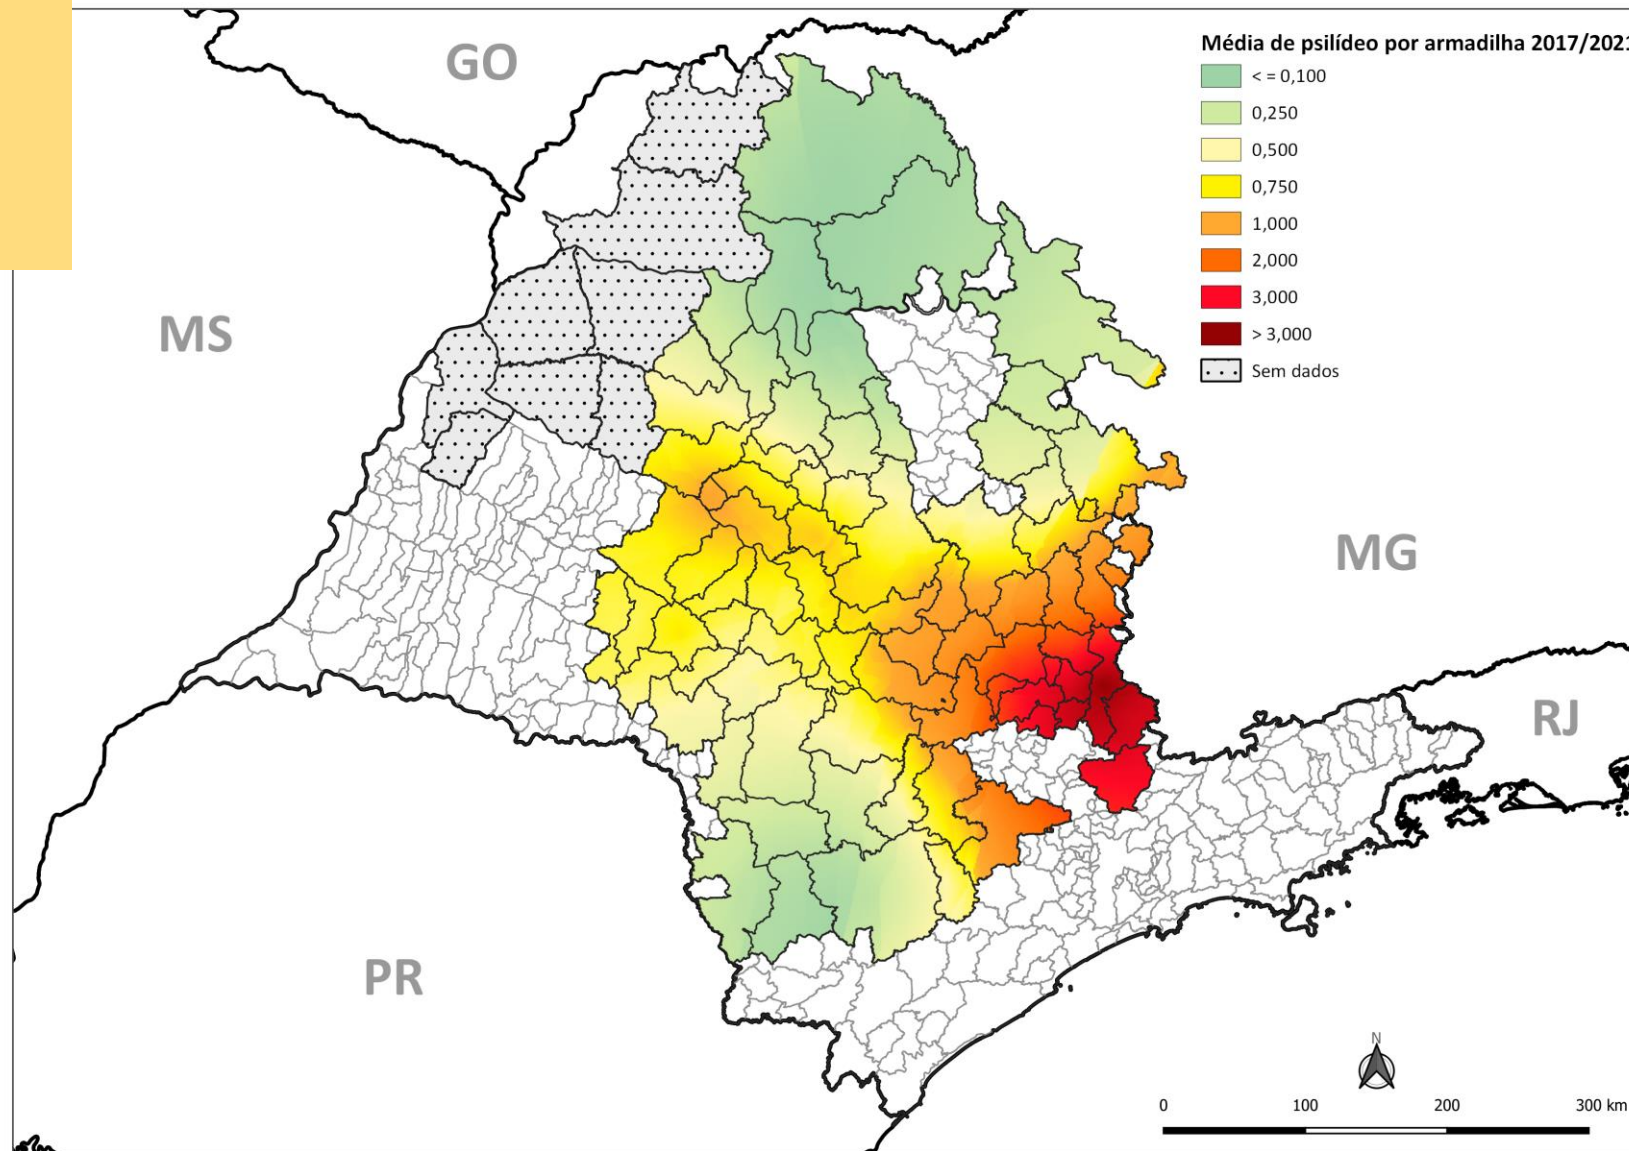 GO
Média de psilídeo por armadilha 2017/2021
< = 0,100
0,250
0,500
0,750
1,000
2,000
3,000
> 3,000
Sem dados
MS
MG
RJ
PR
N
0 100 200 300 km